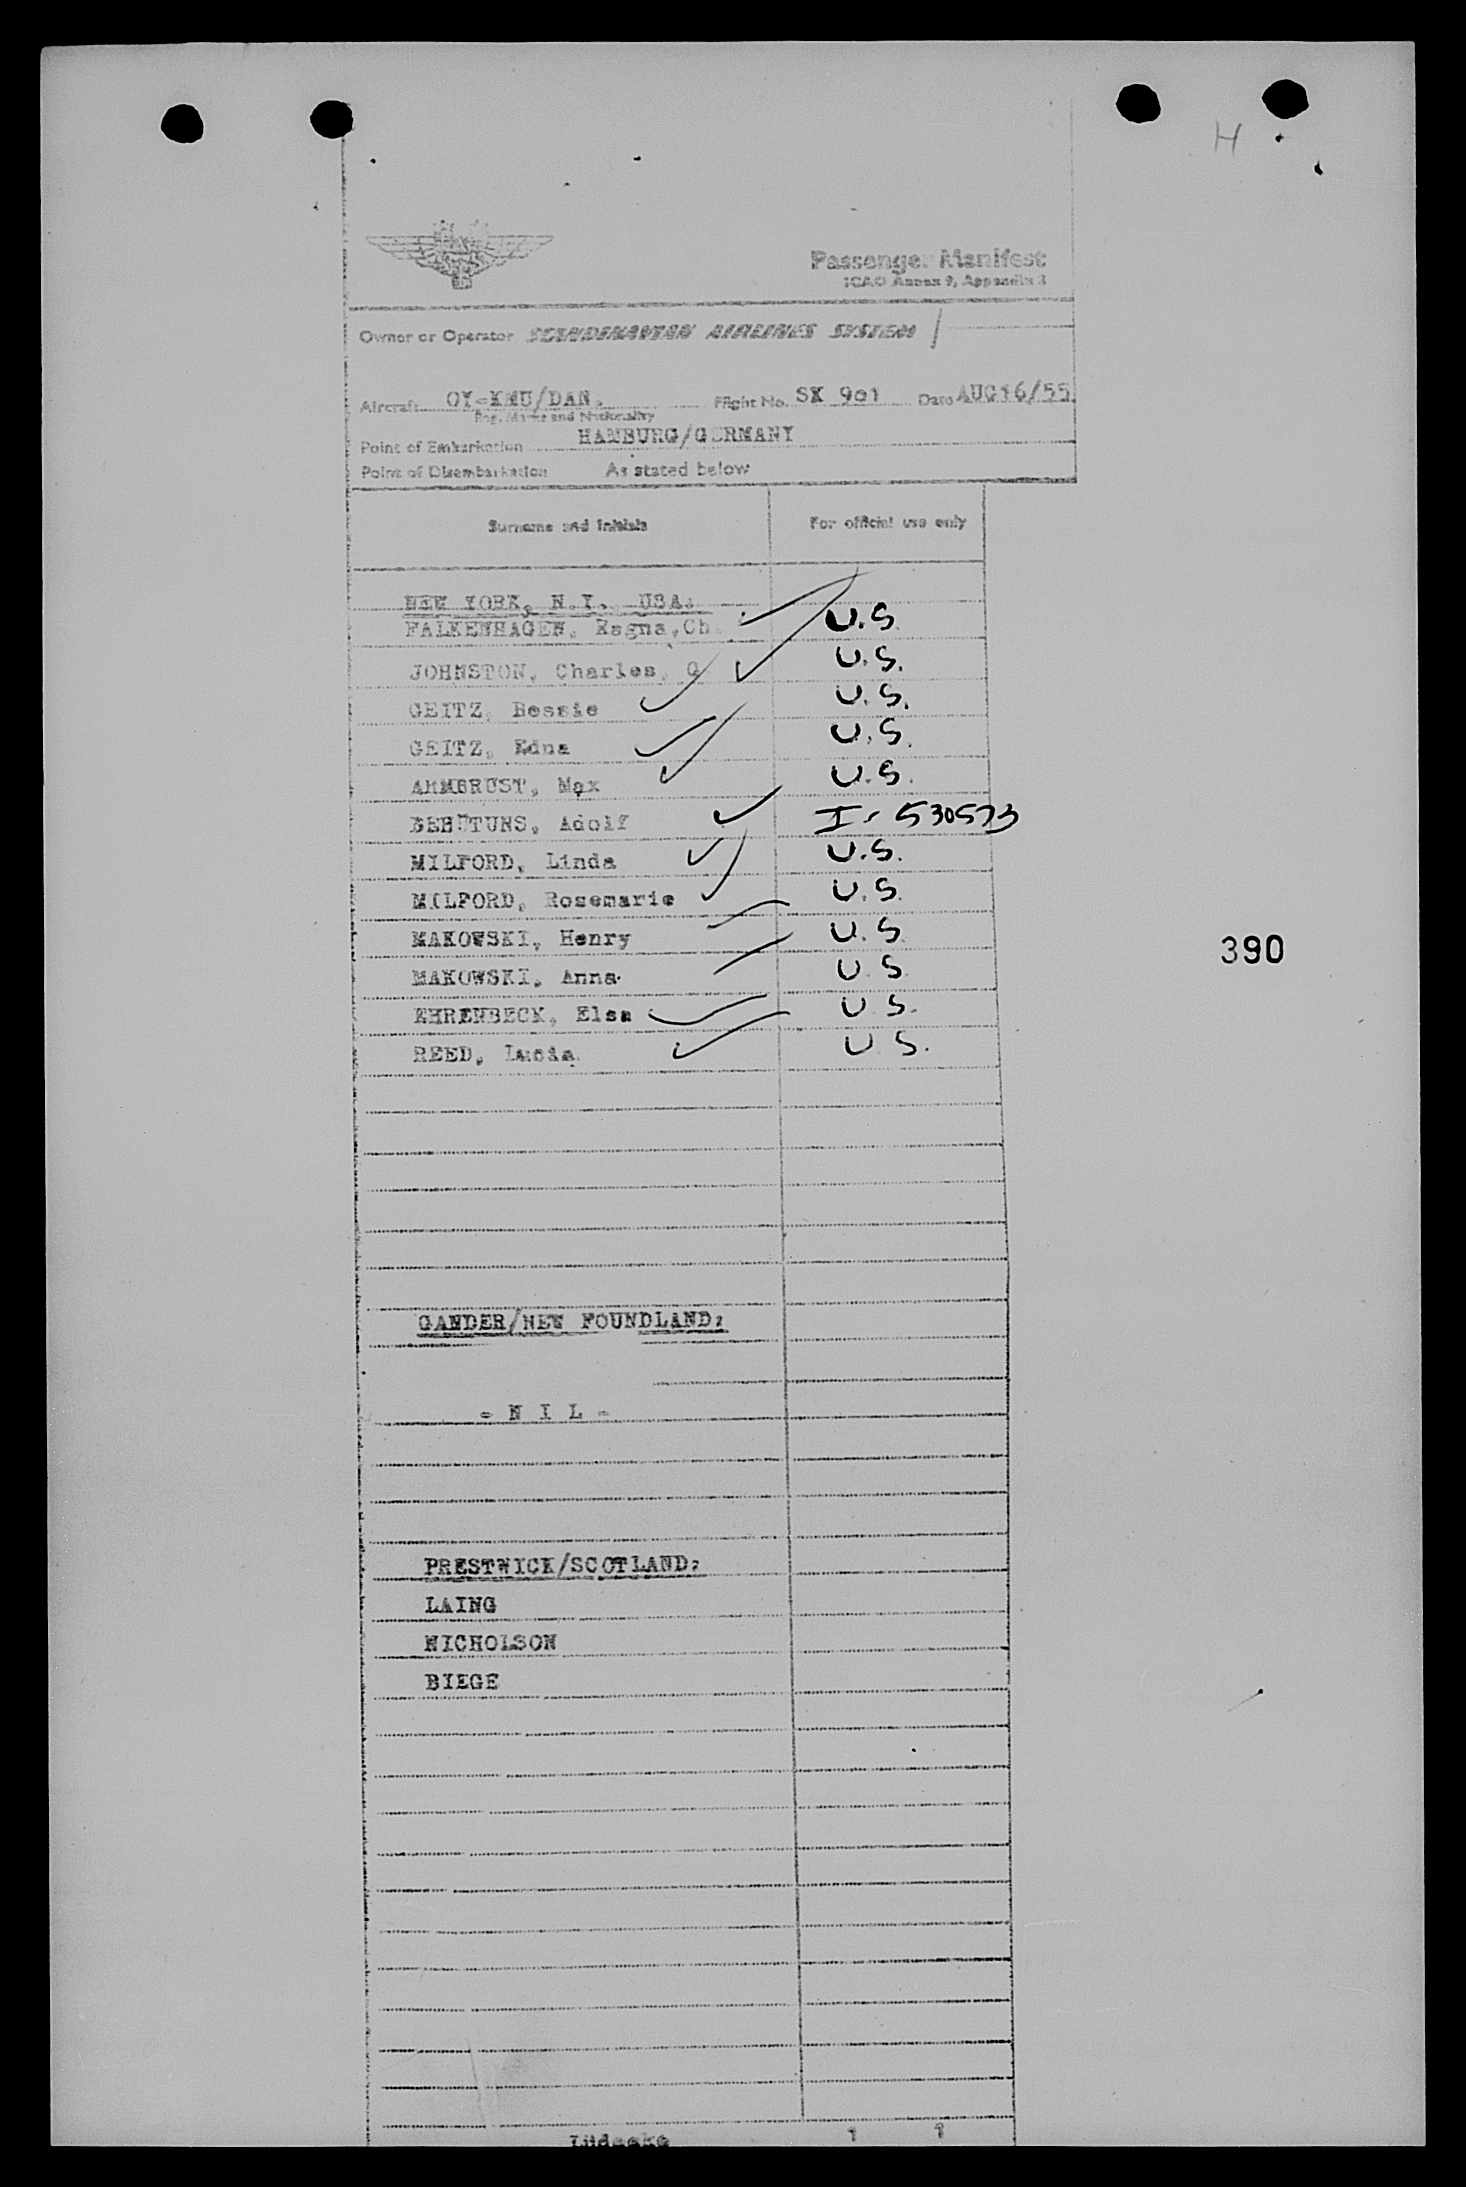 H
Passenger Manifest
ICAO Annex 9, Appendix 3
Owner or Operator SCANDINAVIAN AIRLINES SYSTEM
Aircraft OY-KMU/DAN. Flight No. SK 901 Date AUG16/55
Reg. Marks and Nationality
Point of Embarkation HAMBURG/GERMANY
Point of Disembarkation As stated below
Surname and Initials For official use only
NEW YORK, N.Y. USA:
FALKENHAGEN, Ragna, Ch. U.S.
JOHNSTON, Charles, O U.S.
GEITZ, Bessie U.S.
GEITZ, Edna U.S.
ARMBRUST, Max U.S.
BEHÜTUNS, Adolf I-530573
MILFORD, Linda U.S.
MILFORD, Rosemarie U.S.
MAKOWSKI, Henry U.S.
MAKOWSKI, Anna U.S
EHRENBECK, Elsa U.S.
REED, Lucia U.S.
390
GANDER/NEW FOUNDLAND:
- N I L -
PRESTWICK/SCOTLAND:
LAING
NICHOLSON
BIEGE